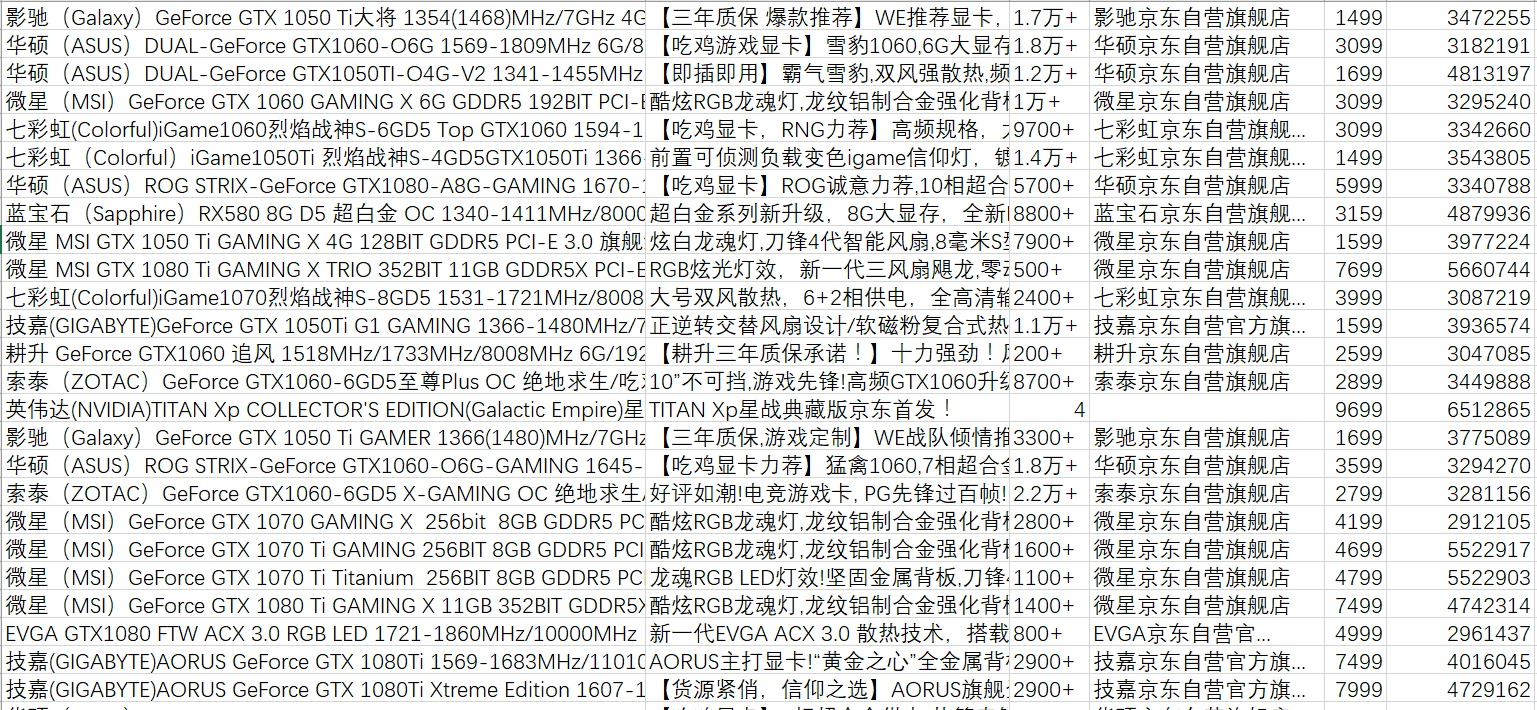 影驰（Galaxy）GeForce GTX 1050 Ti大将 1354(1468)MHz/7GHz 4G 【三年质保 爆款推荐】WE推荐显卡, 1.7万+ 影驰京东自营旗舰店 1499 3472255
华硕（ASUS）DUAL-GeForce GTX1060-O6G 1569-1809MHz 6G/8 【吃鸡游戏显卡】雪豹1060,6G大显存 1.8万+ 华硕京东自营旗舰店 3099 3182191
华硕（ASUS）DUAL-GeForce GTX1050TI-O4G-V2 1341-1455MHz 【即插即用】霸气雪豹,双风强散热,频 1.2万+ 华硕京东自营旗舰店 1699 4813197
微星（MSI）GeForce GTX 1060 GAMING X 6G GDDR5 192BIT PCI-E 酷炫RGB龙魂灯,龙纹铝制合金强化背板 1万+ 微星京东自营旗舰店 3099 3295240
七彩虹(Colorful)iGame1060烈焰战神S-6GD5 Top GTX1060 1594-1 【吃鸡显卡，RNG力荐】高频规格， 9700+ 七彩虹京东自营旗舰... 3099 3342660
七彩虹（Colorful）iGame1050Ti 烈焰战神S-4GD5GTX1050Ti 1366 前置可侦测负载变色igame信仰灯，镀 1.4万+ 七彩虹京东自营旗舰... 1499 3543805
华硕（ASUS）ROG STRIX-GeForce GTX1080-A8G-GAMING 1670-1 【吃鸡显卡】ROG诚意力荐,10相超合 5700+ 华硕京东自营旗舰店 5999 3340788
蓝宝石（Sapphire）RX580 8G D5 超白金 OC 1340-1411MHz/8000 超白金系列新升级，8G大显存，全新 8800+ 蓝宝石京东自营旗舰... 3159 4879936
微星 MSI GTX 1050 Ti GAMING X 4G 128BIT GDDR5 PCI-E 3.0 旗舰 炫白龙魂灯,刀锋4代智能风扇,8毫米S型 7900+ 微星京东自营旗舰店 1599 3977224
微星 MSI GTX 1080 Ti GAMING X TRIO 352BIT 11GB GDDR5X PCI-E RGB炫光灯效，新一代三风扇飓龙,零动 500+ 微星京东自营旗舰店 7699 5660744
七彩虹(Colorful)iGame1070烈焰战神S-8GD5 1531-1721MHz/8008 大号双风散热，6+2相供电，全高清输 2400+ 七彩虹京东自营旗舰... 3999 3087219
技嘉(GIGABYTE)GeForce GTX 1050Ti G1 GAMING 1366-1480MHz/7 正逆转交替风扇设计/软磁粉复合式热 1.1万+ 技嘉京东自营官方旗... 1599 3936574
耕升 GeForce GTX1060 追风 1518MHz/1733MHz/8008MHz 6G/192 【耕升三年质保承诺！】十力强劲！ 200+ 耕升京东自营旗舰店 2599 3047085
索泰（ZOTAC）GeForce GTX1060-6GD5至尊Plus OC 绝地求生/吃 10”不可挡,游戏先锋!高频GTX1060升级 8700+ 索泰京东自营旗舰店 2899 3449888
英伟达(NVIDIA)TITAN Xp COLLECTOR'S EDITION(Galactic Empire)星 TITAN Xp星战典藏版京东首发！ 4 9699 6512865
影驰（Galaxy）GeForce GTX 1050 Ti GAMER 1366(1480)MHz/7GHz 【三年质保,游戏定制】WE战队倾情推 3300+ 影驰京东自营旗舰店 1699 3775089
华硕（ASUS）ROG STRIX-GeForce GTX1060-O6G-GAMING 1645- 【吃鸡显卡力荐】猛禽1060,7相超合金 1.8万+ 华硕京东自营旗舰店 3599 3294270
索泰（ZOTAC）GeForce GTX1060-6GD5 X-GAMING OC 绝地求生 好评如潮!电竞游戏卡, PG先锋过百帧! 2.2万+ 索泰京东自营旗舰店 2799 3281156
微星（MSI）GeForce GTX 1070 GAMING X  256bit  8GB GDDR5 PC 酷炫RGB龙魂灯,龙纹铝制合金强化背板 2800+ 微星京东自营旗舰店 4199 2912105
微星（MSI）GeForce GTX 1070 Ti GAMING 256BIT 8GB GDDR5 PCI 酷炫RGB龙魂灯,龙纹铝制合金强化背板 1600+ 微星京东自营旗舰店 4699 5522917
微星（MSI）GeForce GTX 1070 Ti Titanium  256BIT 8GB GDDR5 PC 龙魂RGB LED灯效!坚固金属背板,刀锋4 1100+ 微星京东自营旗舰店 4799 5522903
微星（MSI）GeForce GTX 1080 Ti GAMING X 11GB 352BIT GDDR5X 酷炫RGB龙魂灯,龙纹铝制合金强化背板 1400+ 微星京东自营旗舰店 7499 4742314
EVGA GTX1080 FTW ACX 3.0 RGB LED 1721-1860MHz/10000MHz 新一代EVGA ACX 3.0 散热技术，搭载 800+ EVGA京东自营官... 4999 2961437
技嘉(GIGABYTE)AORUS GeForce GTX 1080Ti 1569-1683MHz/11010 AORUS主打显卡!“黄金之心”全金属背 2900+ 技嘉京东自营官方旗... 7499 4016045
技嘉(GIGABYTE)AORUS GeForce GTX 1080Ti Xtreme Edition 1607-1 【货源紧俏，信仰之选】AORUS旗舰 2900+ 技嘉京东自营官方旗... 7999 4729162